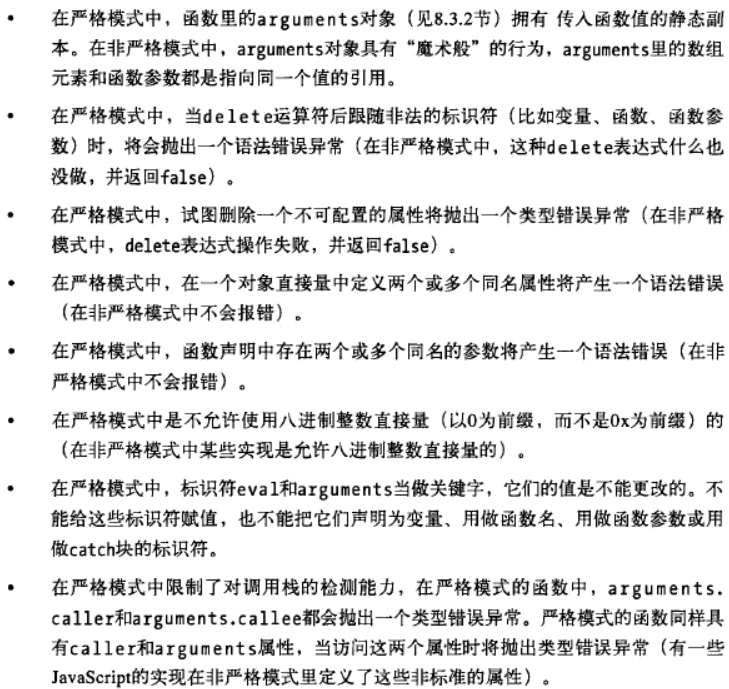 • 在严格模式中，函数里的arguments对象（见8.3.2节）拥有 传入函数值的静态副
本。在非严格模式中，arguments对象具有“魔术般”的行为，arguments里的数组
元素和函数参数都是指向同一个值的引用。
• 在严格模式中，当delete运算符后跟随非法的标识符（比如变量、函数、函数参
数）时，将会抛出一个语法错误异常（在非严格模式中，这种delete表达式什么也
没做，并返回false）。
• 在严格模式中，试图删除一个不可配置的属性将抛出一个类型错误异常（在非严格
模式中，delete表达式操作失败，并返回false）。
• 在严格模式中，在一个对象直接量中定义两个或多个同名属性将产生一个语法错误
（在非严格模式中不会报错）。
• 在严格模式中，函数声明中存在两个或多个同名的参数将产生一个语法错误（在非
严格模式中不会报错）。
• 在严格模式中是不允许使用八进制整数直接量（以0为前缀，而不是0x为前缀）的
（在非严格模式中某些实现是允许八进制整数直接量的）。
• 在严格模式中，标识符eval和arguments当做关键字，它们的值是不能更改的。不
能给这些标识符赋值，也不能把它们声明为变量、用做函数名、用做函数参数或用
做catch块的标识符。
• 在严格模式中限制了对调用栈的检测能力，在严格模式的函数中，arguments.
caller和arguments.callee都会抛出一个类型错误异常。严格模式的函数同样具
有caller和arguments属性，当访问这两个属性时将抛出类型错误异常（有一些
JavaScript的实现在非严格模式里定义了这些非标准的属性）。